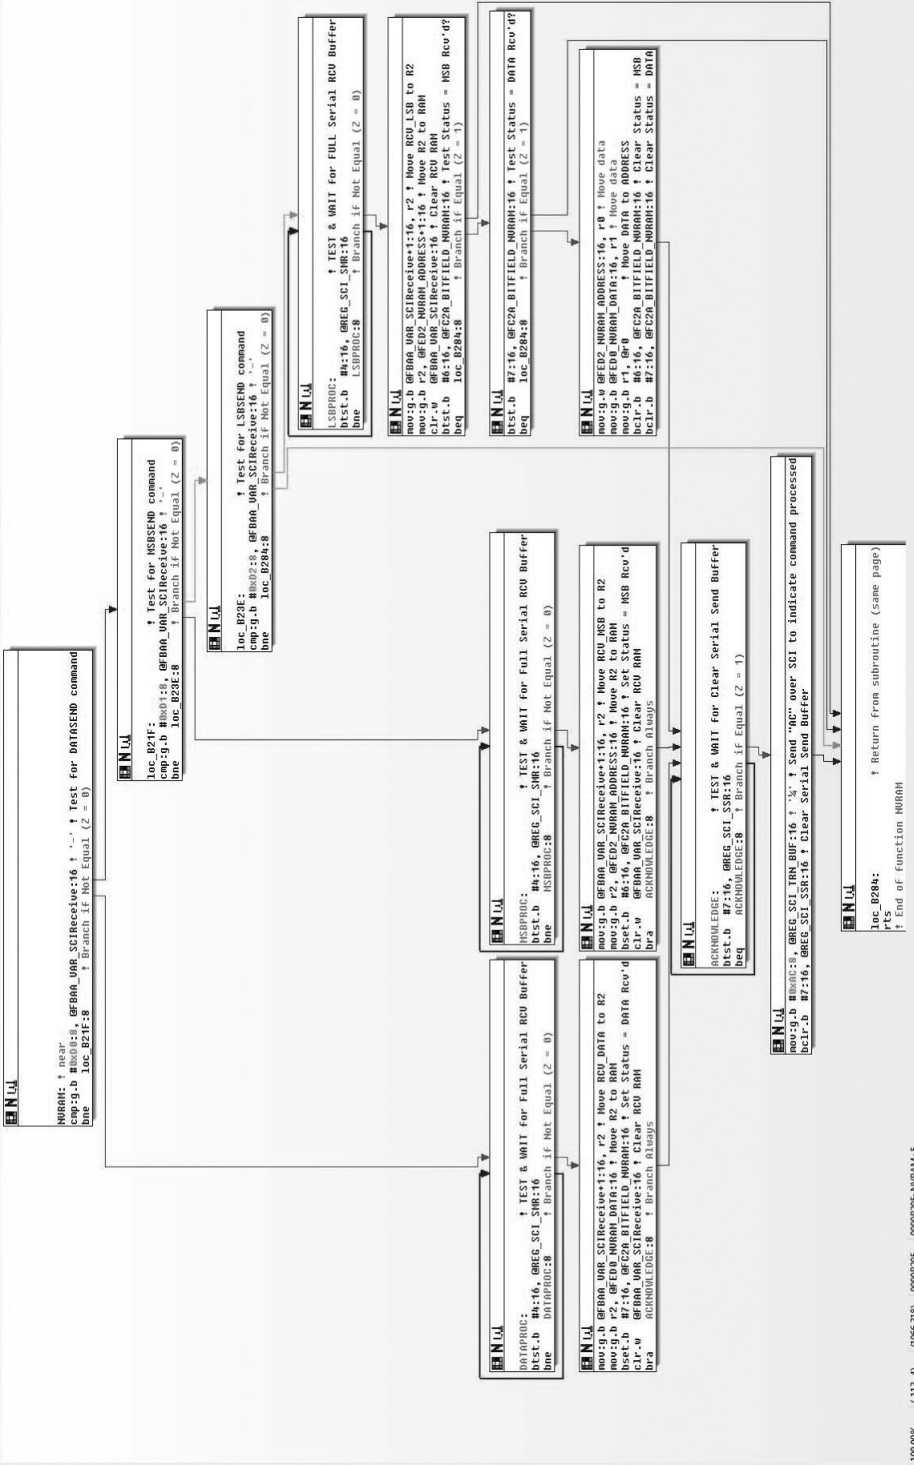 NVRAM: ! near
cmp:g.b #0xD0:8, @FBAA_VAR_SCIReceive:16 ! '-' ! Test for DATASEND command
bne loc_B21F:8 ! Branch if Not Equal (Z = 0)
loc_B21F: ! Test for MSBSEND command
cmp:g.b #0xD1:8, @FBAA_VAR_SCIReceive:16 ! '-'
bne loc_B23E:8 ! Branch if Not Equal (Z = 0)
loc_B23E: ! Test for LSBSEND command
cmp:g.b #0xD2:8, @FBAA_VAR_SCIReceive:16 ! '-'
bne loc_B284:8 ! Branch if Not Equal (Z = 0)
LSBPROC: ! TEST & WAIT for FULL Serial RCV Buffer
btst.b #4:16, @REG_SCI_SMR:16
bne LSBPROC:8 ! Branch if Not Equal (Z = 0)
mov:g.b @FBAA_VAR_SCIReceive+1:16, r2 ! Move RCV_LSB to R2
mov:g.b r2, @FED2_NVRAM_ADDRESS+1:16 ! Move R2 to RAM
clr.w @FBAA_VAR_SCIReceive:16 ! Clear RCV RAM
btst.b #6:16, @FC2A_BITFIELD_NVRAM:16 ! Test Status = MSB Rcv'd?
beq loc_B284:8 ! Branch if Equal (Z = 1)
btst.b #7:16, @FC2A_BITFIELD_NVRAM:16 ! Test Status = DATA Rcv'd?
beq loc_B284:8 ! Branch if Equal (Z = 1)
mov:g.w @FED2_NVRAM_ADDRESS:16, r0 ! Move data
mov:g.b @FED0_NVRAM_DATA:16, r1 ! Move data
mov:g.b r1, @r0 ! Move DATA to ADDRESS
bclr.b #6:16, @FC2A_BITFIELD_NVRAM:16 ! Clear Status = MSB
bclr.b #7:16, @FC2A_BITFIELD_NVRAM:16 ! Clear Status = DATA
DATAPROC: ! TEST & WAIT for Full Serial RCV Buffer
btst.b #4:16, @REG_SCI_SMR:16
bne DATAPROC:8 ! Branch if Not Equal (Z = 0)
mov:g.b @FBAA_VAR_SCIReceive+1:16, r2 ! Move RCV_DATA to R2
mov:g.b r2, @FED0_NVRAM_DATA:16 ! Move R2 to RAM
bset.b #7:16, @FC2A_BITFIELD_NVRAM:16 ! Set Status = DATA Rcv'd
clr.w @FBAA_VAR_SCIReceive:16 ! Clear RCV RAM
bra ACKNOWLEDGE:8 ! Branch Always
MSBPROC: ! TEST & WAIT for Full Serial RCV Buffer
btst.b #4:16, @REG_SCI_SMR:16
bne MSBPROC:8 ! Branch if Not Equal (Z = 0)
mov:g.b @FBAA_VAR_SCIReceive+1:16, r2 ! Move RCV_MSB to R2
mov:g.b r2, @FED2_NVRAM_ADDRESS:16 ! Move R2 to RAM
bset.b #6:16, @FC2A_BITFIELD_NVRAM:16 ! Set Status = MSB Rcv'd
clr.w @FBAA_VAR_SCIReceive:16 ! Clear RCV RAM
bra ACKNOWLEDGE:8 ! Branch Always
ACKNOWLEDGE: ! TEST & WAIT for Clear Serial Send Buffer
btst.b #7:16, @REG_SCI_SSR:16
beq ACKNOWLEDGE:8 ! Branch if Equal (Z = 1)
mov:g.b #0xAC:8, @REG_SCI_TRN_BUF:16 ! '¼' ! Send "AC" over SCI to indicate command processed
bclr.b #7:16, @REG_SCI_SSR:16 ! Clear Serial Send Buffer
loc_B284:
rts ! Return from subroutine (same page)
! End of function NVRAM